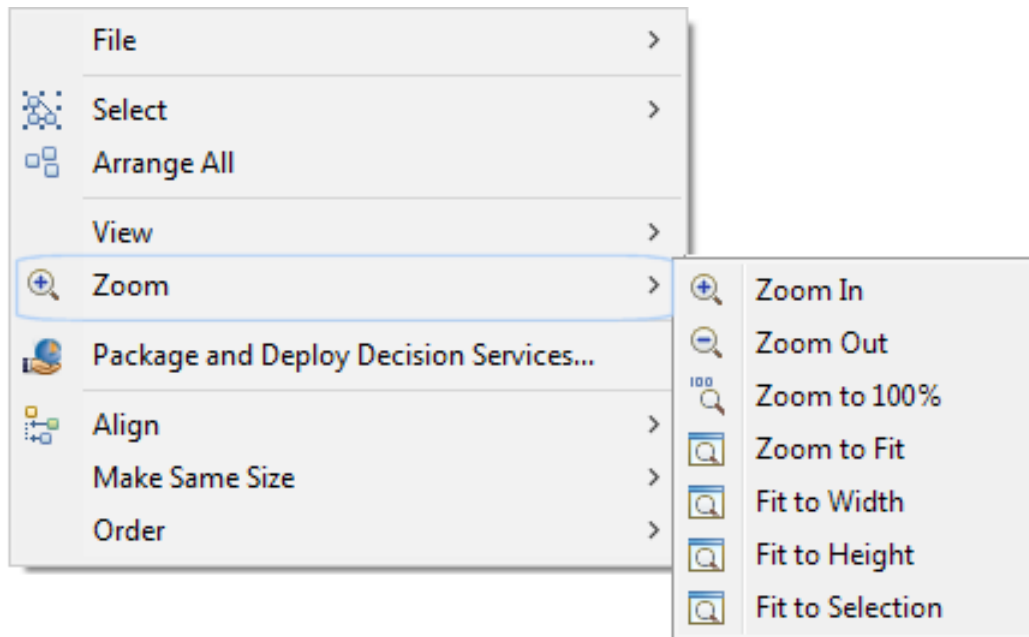 File
Select
Arrange All
View
Zoom
Package and Deploy Decision Services...
Align
Make Same Size
Order
Zoom In
Zoom Out
100
Zoom to 100%
Zoom to Fit
Fit to Width
Fit to Height
Fit to Selection